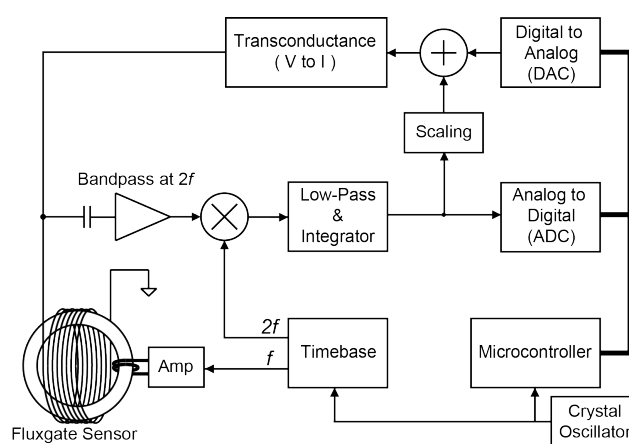 Transconductance
( V to I )
+
Digital to
Analog
(DAC)
Scaling
Bandpass at 2f
Low-Pass
&
Integrator
Analog to
Digital
(ADC)
2f
f
Amp
Timebase
Microcontroller
Crystal
Oscillator
Fluxgate Sensor